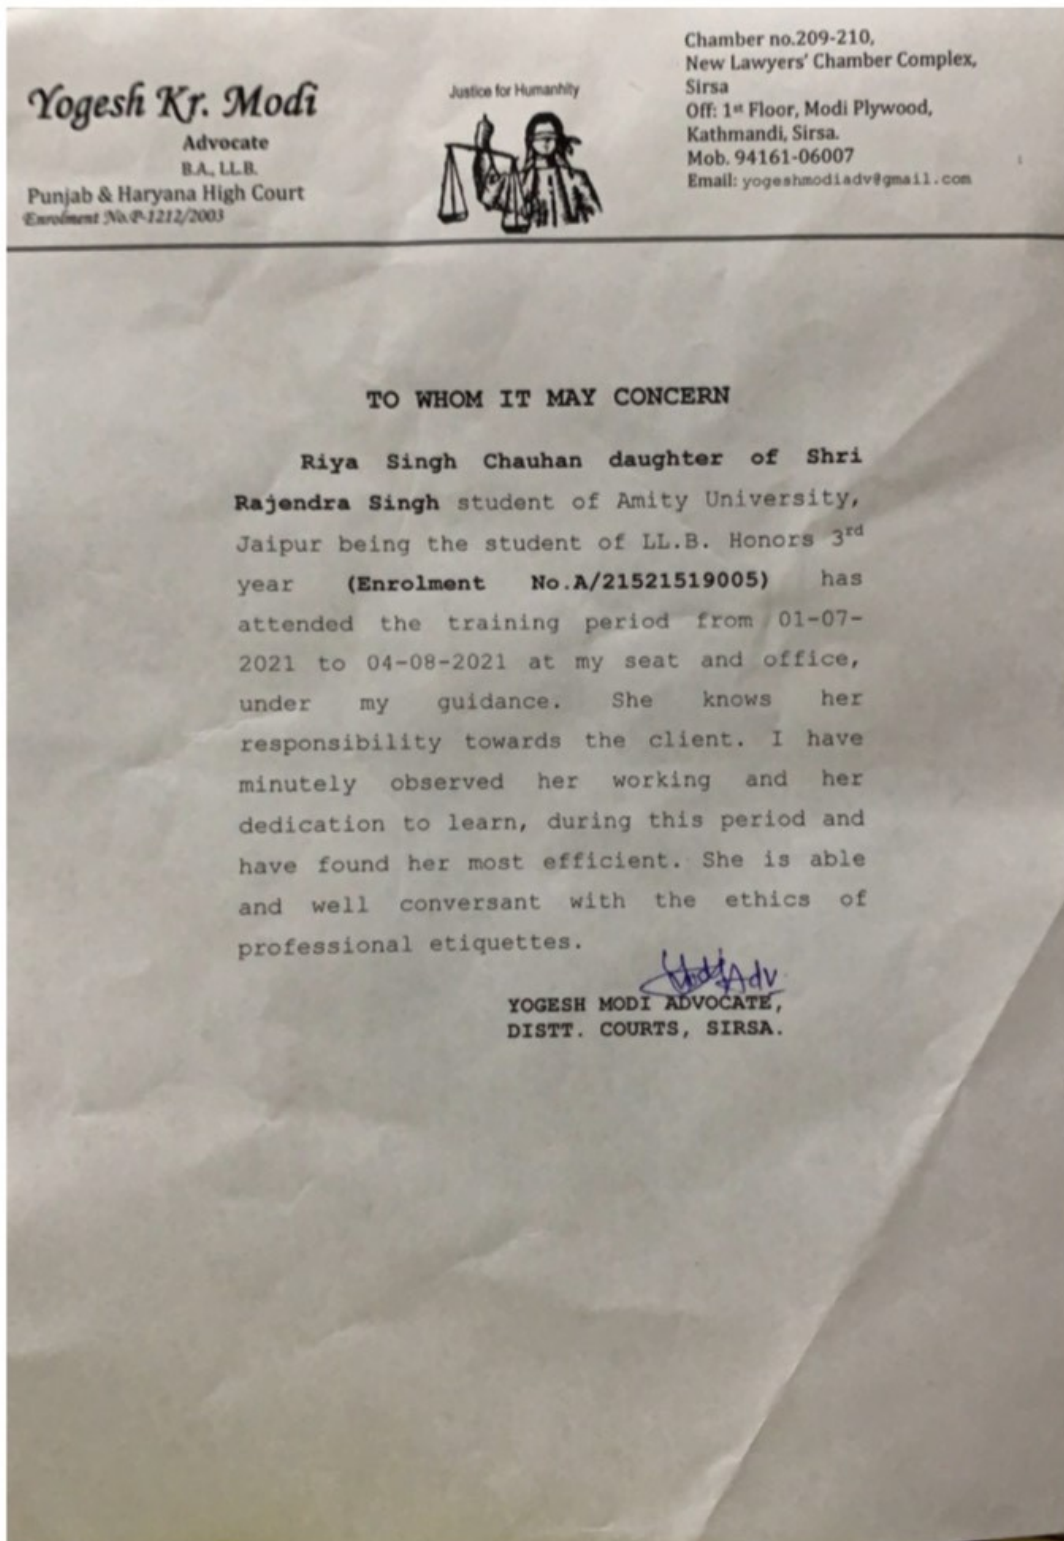 Yogesh Kr. Modi
Advocate
B.A., LL.B.
Punjab & Haryana High Court
Enrolment No.P-1212/2003
Justice for Humanhity
Chamber no.209-210,
New Lawyers' Chamber Complex,
Sirsa
Off: 1st Floor, Modi Plywood,
Kathmandi, Sirsa.
Mob. 94161-06007
Email: yogeshmodiadv@gmail.com
TO WHOM IT MAY CONCERN
Riya Singh Chauhan daughter of Shri
Rajendra Singh student of Amity University,
Jaipur being the student of LL.B. Honors 3rd
year (Enrolment No.A/21521519005) has
attended the training period from 01-07-
2021 to 04-08-2021 at my seat and office,
under my guidance. She knows her
responsibility towards the client. I have
minutely observed her working and her
dedication to learn, during this period and
have found her most efficient. She is able
and well conversant with the ethics of
professional etiquettes.
Adv.
YOGESH MODI ADVOCATE,
DISTT. COURTS, SIRSA.